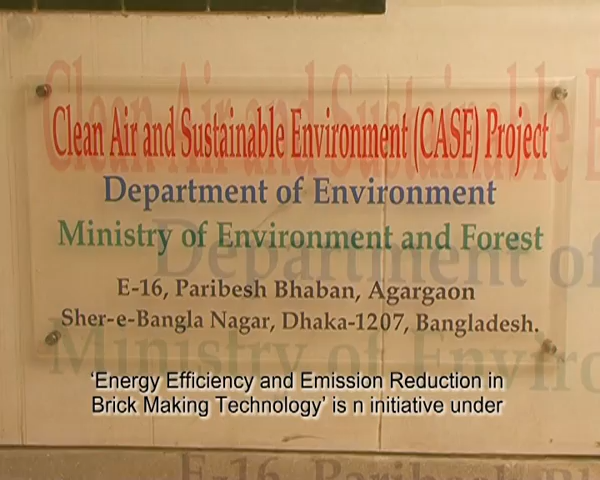 Clean Air and Sustainable Environment (CASE) Project
Department of Environment
Ministry of Environment and Forest
E-16, Paribesh Bhaban, Agargaon
Sher-e-Bangla Nagar, Dhaka-1207, Bangladesh.
‘Energy Efficiency and Emission Reduction in
Brick Making Technology’ is n initiative under